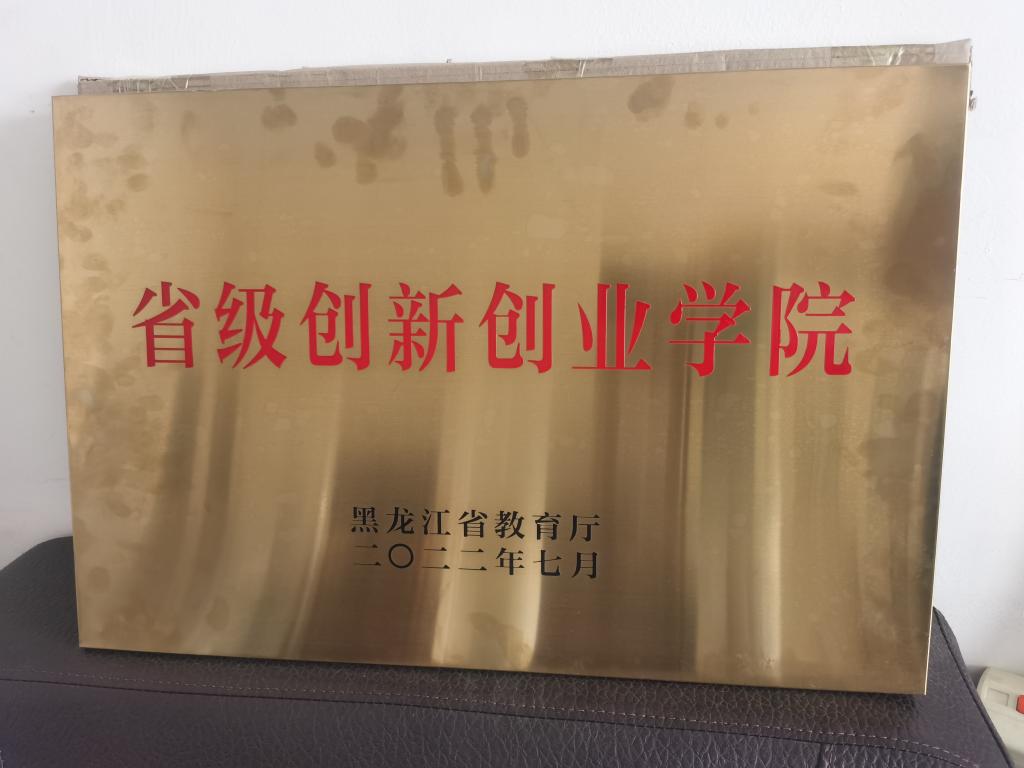 省级创新创业学院
黑龙江省教育厅
二〇二二年七月